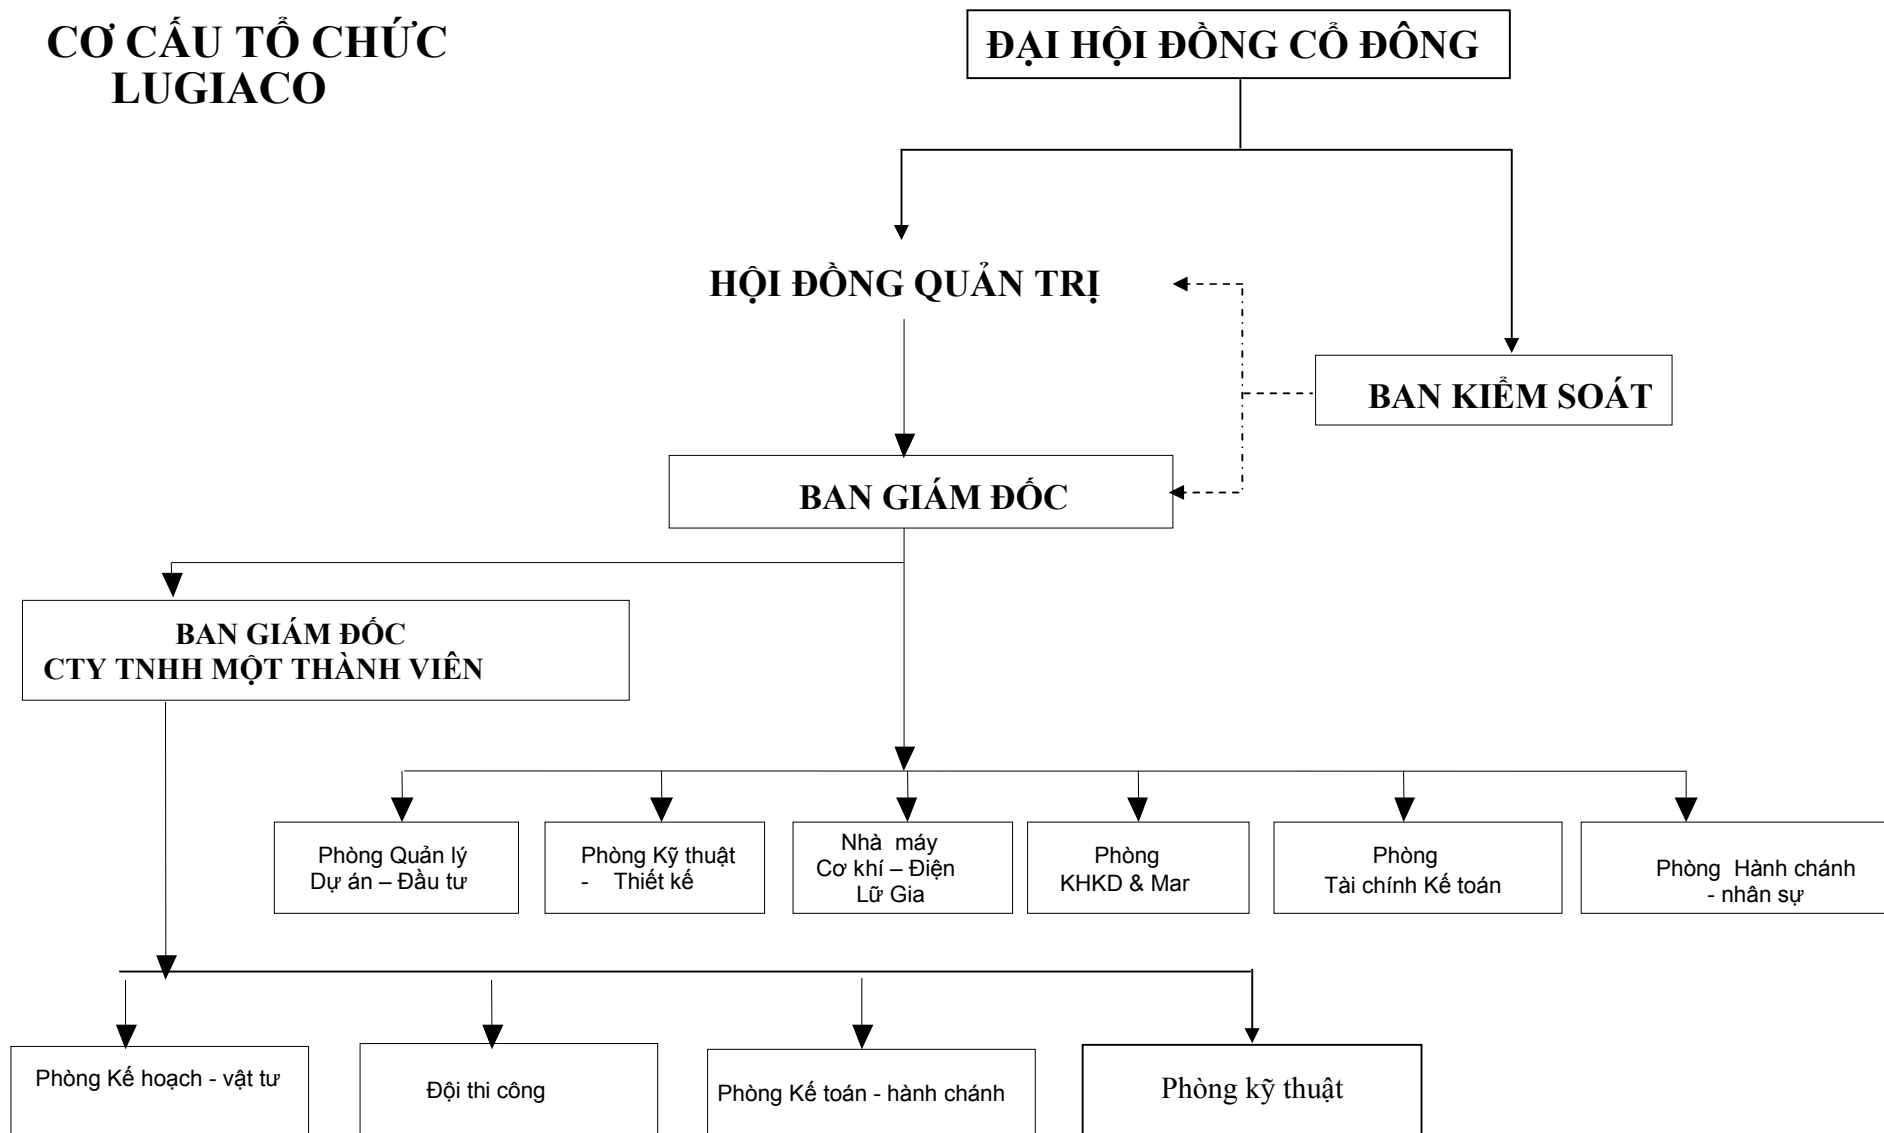 CƠ CẤU TỔ CHỨC
LUGIACO
ĐẠI HỘI ĐỒNG CỔ ĐÔNG
HỘI ĐỒNG QUẢN TRỊ
BAN KIỂM SOÁT
BAN GIÁM ĐỐC
BAN GIÁM ĐỐC
CTY TNHH MỘT THÀNH VIÊN
Phòng Quản lý
Dự án – Đầu tư
Phòng Kỹ thuật
- Thiết kế
Nhà máy
Cơ khí – Điện
Lữ Gia
Phòng
KHKD & Mar
Phòng
Tài chính Kế toán
Phòng Hành chánh
- nhân sự
Phòng Kế hoạch - vật tư
Đội thi công
Phòng Kế toán - hành chánh
Phòng kỹ thuật